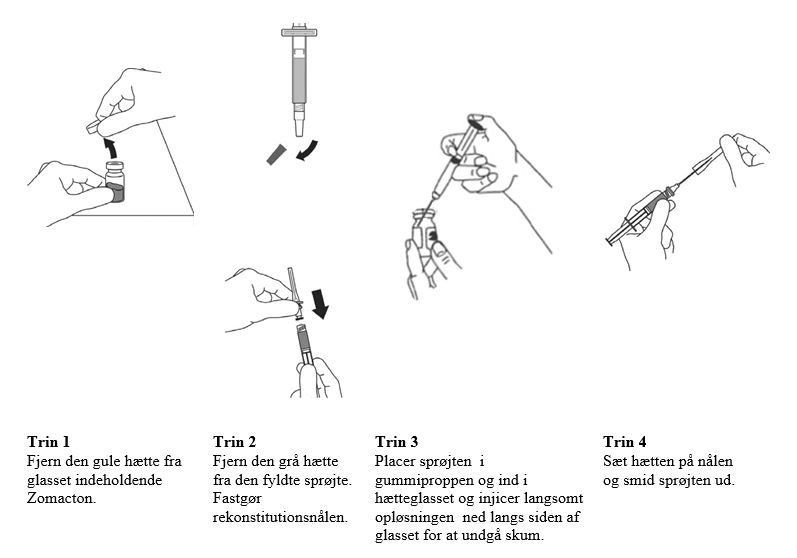 Trin 1
Fjern den gule hætte fra
glasset indeholdende
Zomacton.
Trin 2
Fjern den grå hætte
fra den fyldte sprøjte.
Fastgør
rekonstitutionsnålen.
Trin 3
Placer sprøjten i
gummiproppen og ind i
hætteglasset og injicer langsomt
opløsningen ned langs siden af
glasset for at undgå skum.
Trin 4
Sæt hætten på nålen
og smid sprøjten ud.